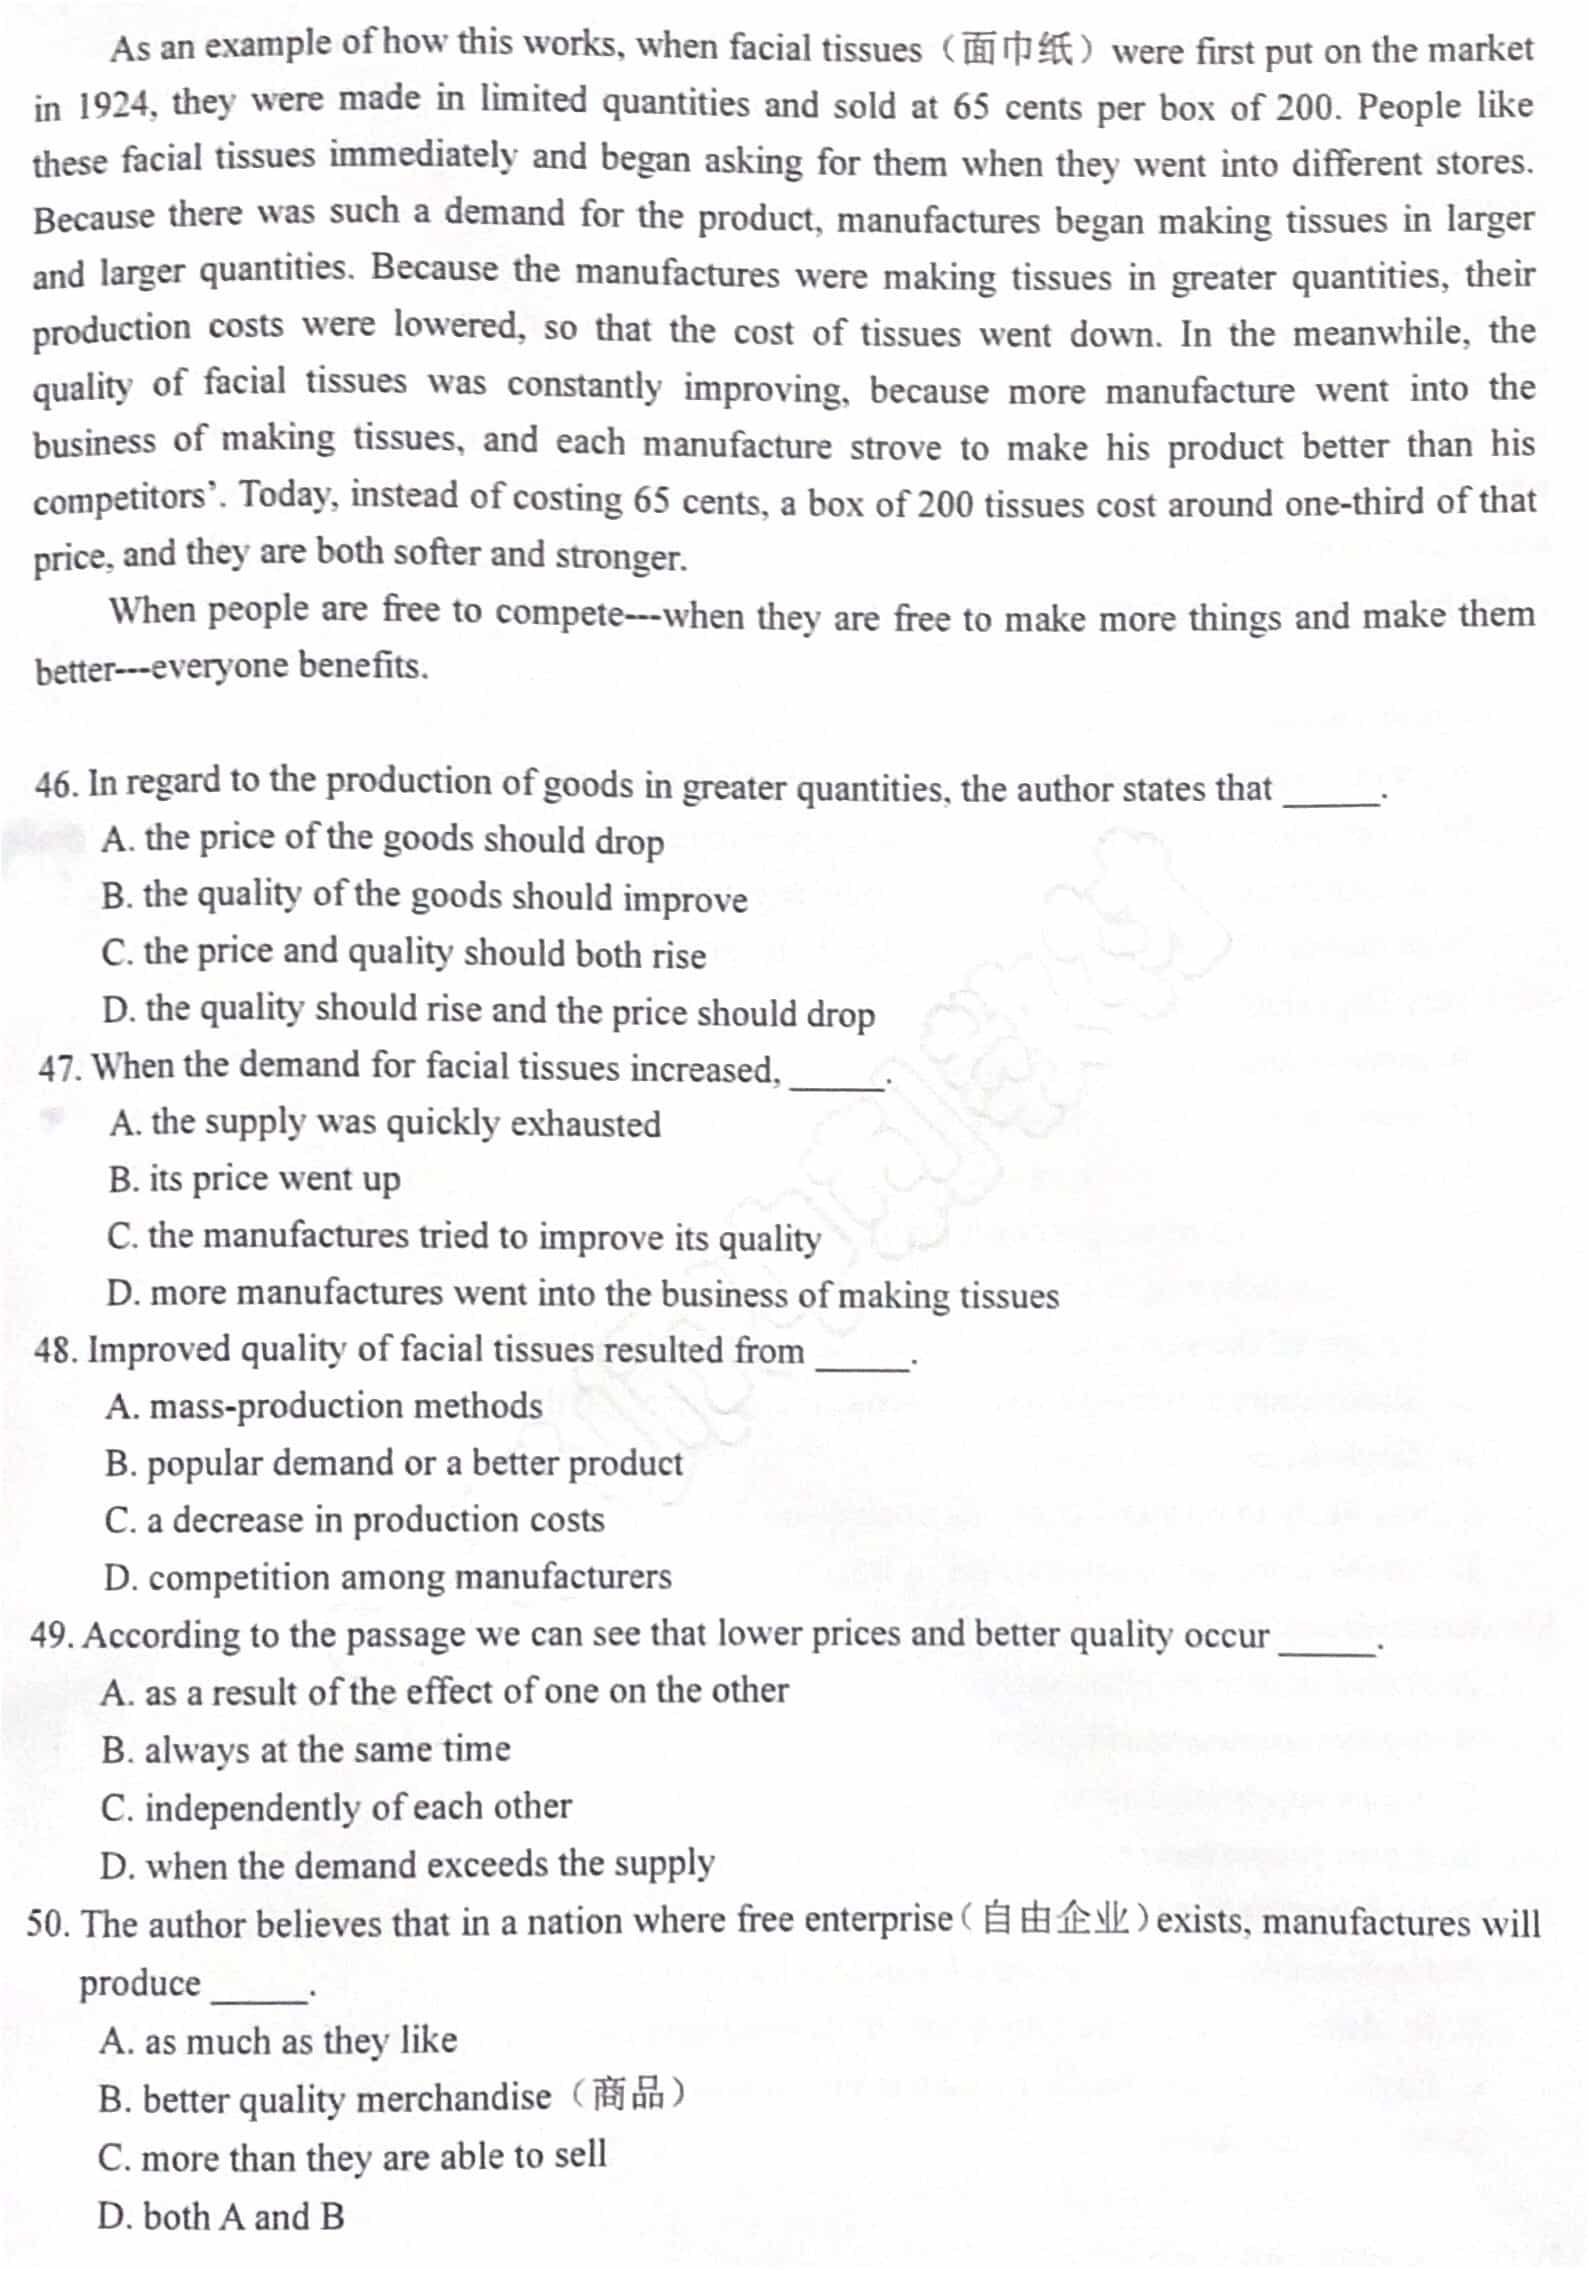 As an example of how this works, when facial tissues（面巾纸）were first put on the market
in 1924, they were made in limited quantities and sold at 65 cents per box of 200. People like
these facial tissues immediately and began asking for them when they went into different stores.
Because there was such a demand for the product, manufactures began making tissues in larger
and larger quantities. Because the manufactures were making tissues in greater quantities, their
production costs were lowered, so that the cost of tissues went down. In the meanwhile, the
quality of facial tissues was constantly improving, because more manufacture went into the
business of making tissues, and each manufacture strove to make his product better than his
competitors’. Today, instead of costing 65 cents, a box of 200 tissues cost around one-third of that
price, and they are both softer and stronger.
When people are free to compete---when they are free to make more things and make them
better---everyone benefits.
46. In regard to the production of goods in greater quantities, the author states that _____.
A. the price of the goods should drop
B. the quality of the goods should improve
C. the price and quality should both rise
D. the quality should rise and the price should drop
47. When the demand for facial tissues increased, _____.
A. the supply was quickly exhausted
B. its price went up
C. the manufactures tried to improve its quality
D. more manufactures went into the business of making tissues
48. Improved quality of facial tissues resulted from _____.
A. mass-production methods
B. popular demand or a better product
C. a decrease in production costs
D. competition among manufacturers
49. According to the passage we can see that lower prices and better quality occur _____.
A. as a result of the effect of one on the other
B. always at the same time
C. independently of each other
D. when the demand exceeds the supply
50. The author believes that in a nation where free enterprise（自由企业）exists, manufactures will
produce _____.
A. as much as they like
B. better quality merchandise（商品）
C. more than they are able to sell
D. both A and B